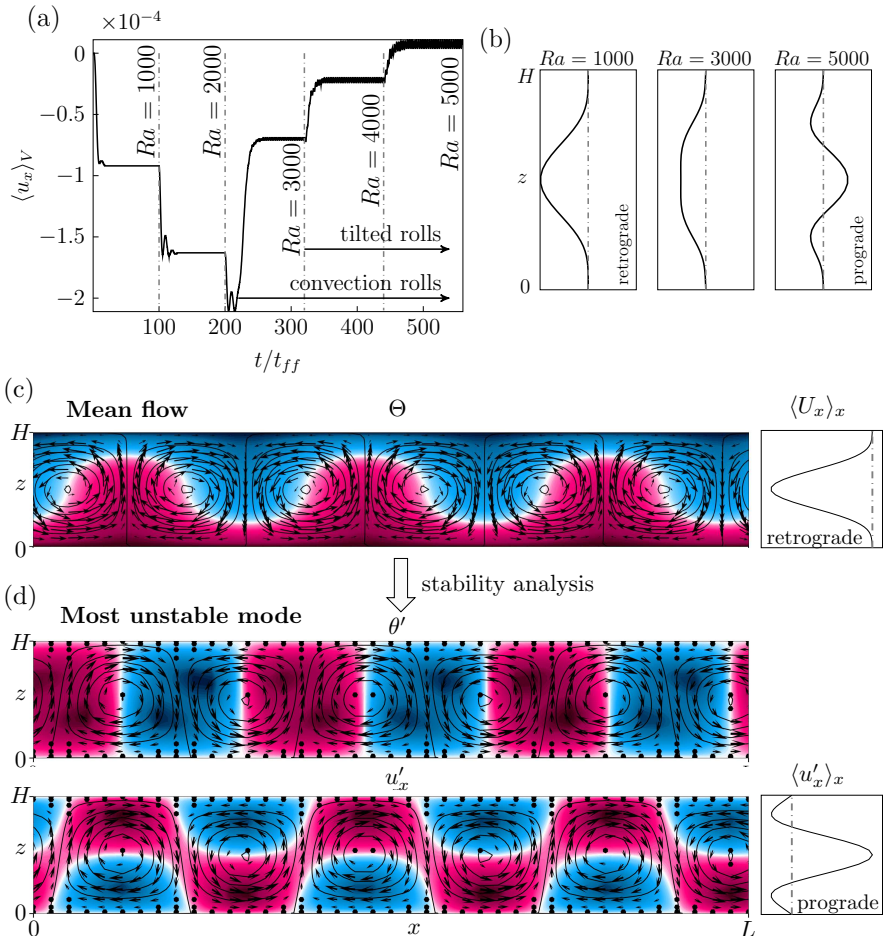 (a)
×10⁻⁴
0
−0.5
−1
−1.5
−2
⟨u_x⟩_V
Ra = 1000
Ra = 2000
Ra = 3000
Ra = 4000
Ra = 5000
tilted rolls
convection rolls
100
200
300
400
500
t/t_ff
(b)
Ra = 1000
Ra = 3000
Ra = 5000
H
z
0
retrograde
prograde
(c)
Mean flow
Θ
⟨U_x⟩_x
H
z
0
retrograde
stability analysis
(d)
Most unstable mode
θ′
H
z
0
u′_x
⟨u′_x⟩_x
H
z
0
prograde
0
x
L